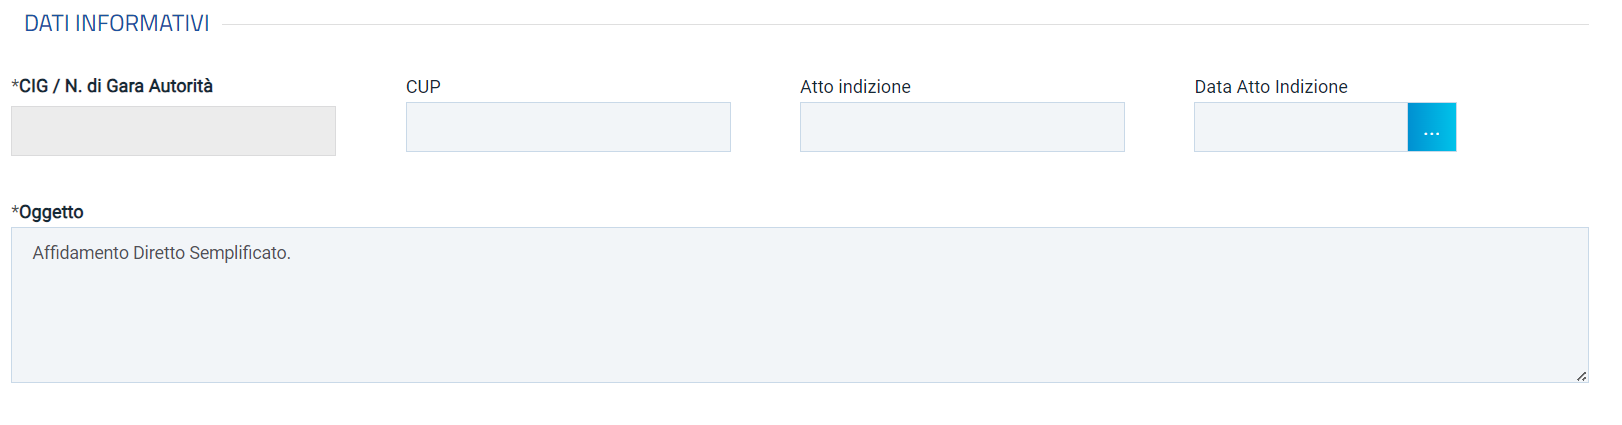 DATI INFORMATIVI
*CIG / N. di Gara Autorità
CUP
Atto indizione
Data Atto Indizione
...
*Oggetto
Affidamento Diretto Semplificato.